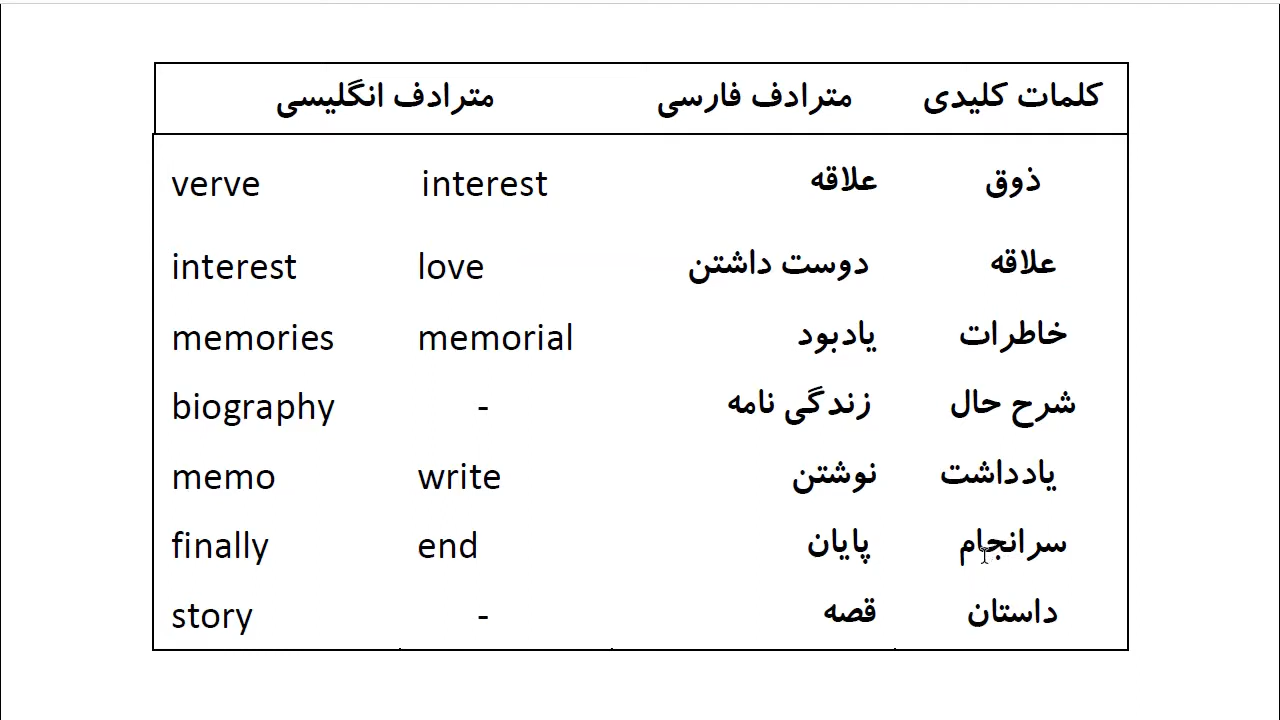 کلمات کلیدی مترادف فارسی مترادف انگلیسی
ذوق علاقه interest verve
علاقه دوست داشتن love interest
خاطرات یادبود memorial memories
شرح حال زندگی نامه - biography
یادداشت نوشتن write memo
سرانجام پایان end finally
داستان قصه - story